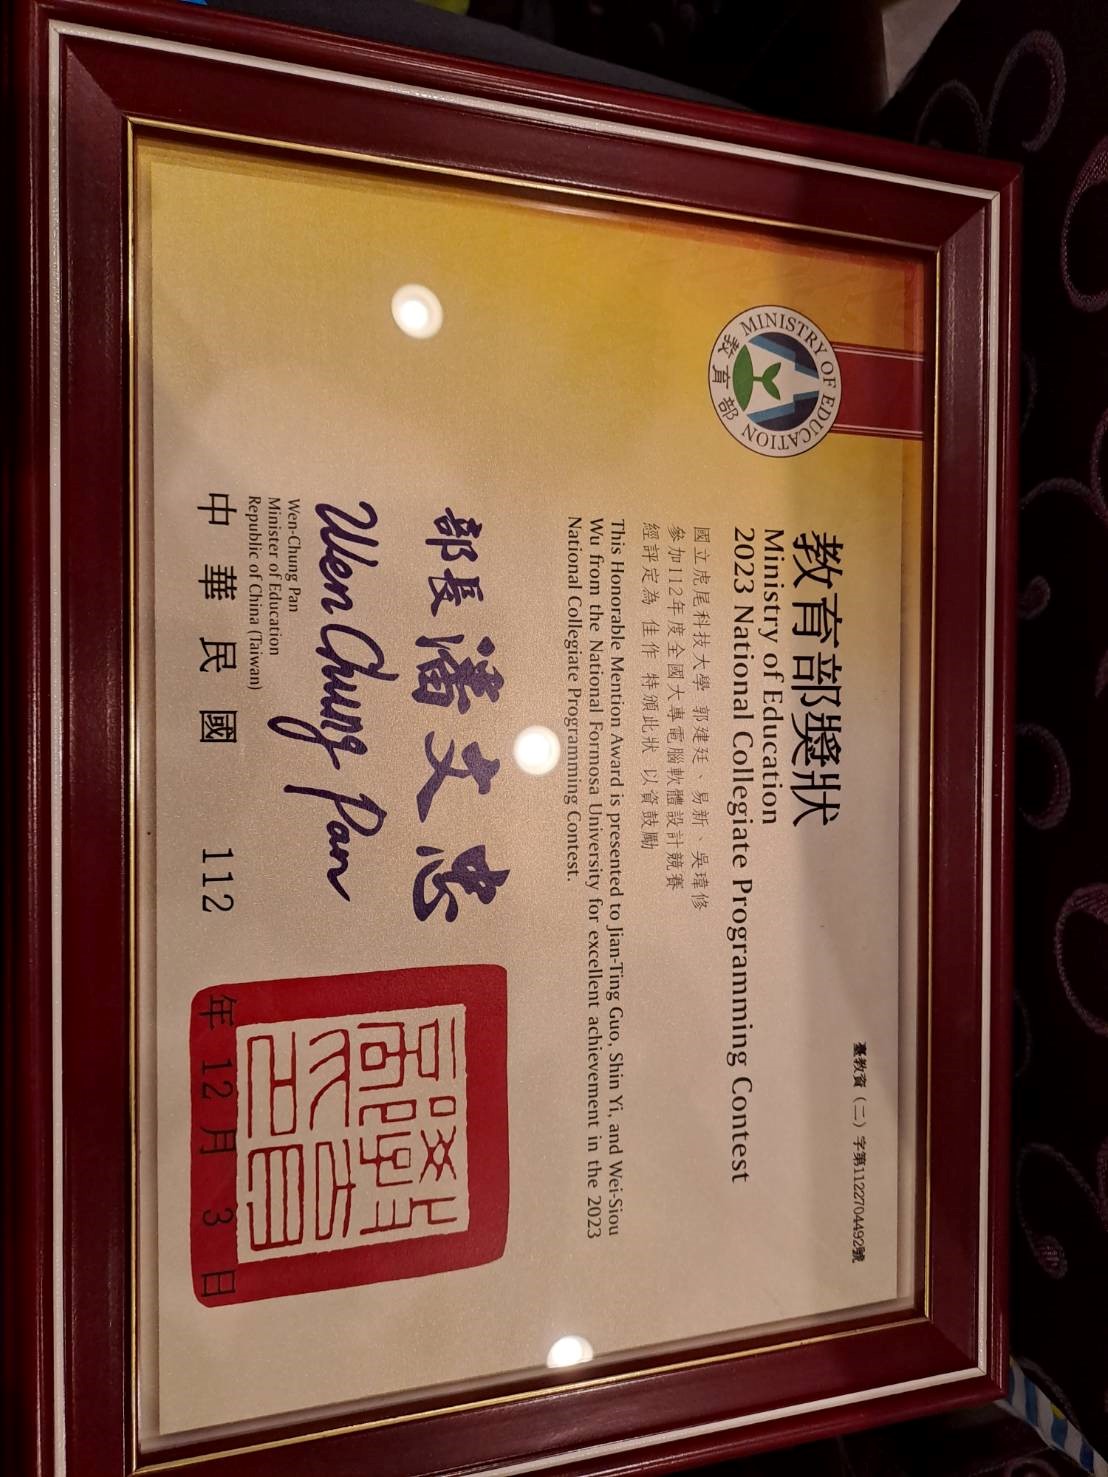 臺教資(二)字第1122704492號
MINISTRY OF EDUCATION
教育部
教育部獎狀
Ministry of Education
2023 National Collegiate Programming Contest
國立虎尾科技大學 郭建廷、易新、吳瑋修
參加112年度全國大專電腦軟體設計競賽
經評定為 佳作 特頒此狀 以資鼓勵
This Honorable Mention Award is presented to Jian-Ting Guo, Shin Yi, and Wei-Siou
Wu from the National Formosa University for excellent achievement in the 2023
National Collegiate Programming Contest.
部長 潘文忠
Wen Chung Pan
Wen-Chung Pan
Minister of Education
Republic of China (Taiwan)
中華民國 112 年 12 月 3 日